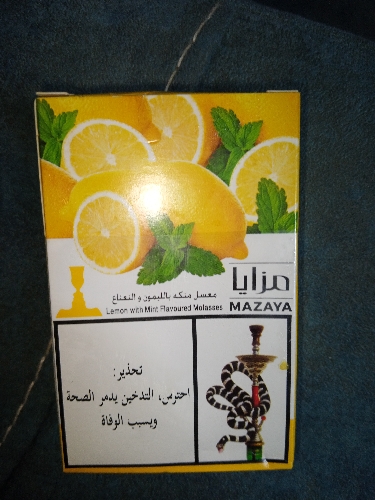 مزايا
MAZAYA
معسل منكه بالليمون و النعناع
Lemon with Mint Flavoured Molasses
تحذير:
احترس، التدخين يدمر الصحة
ويسبب الوفاة